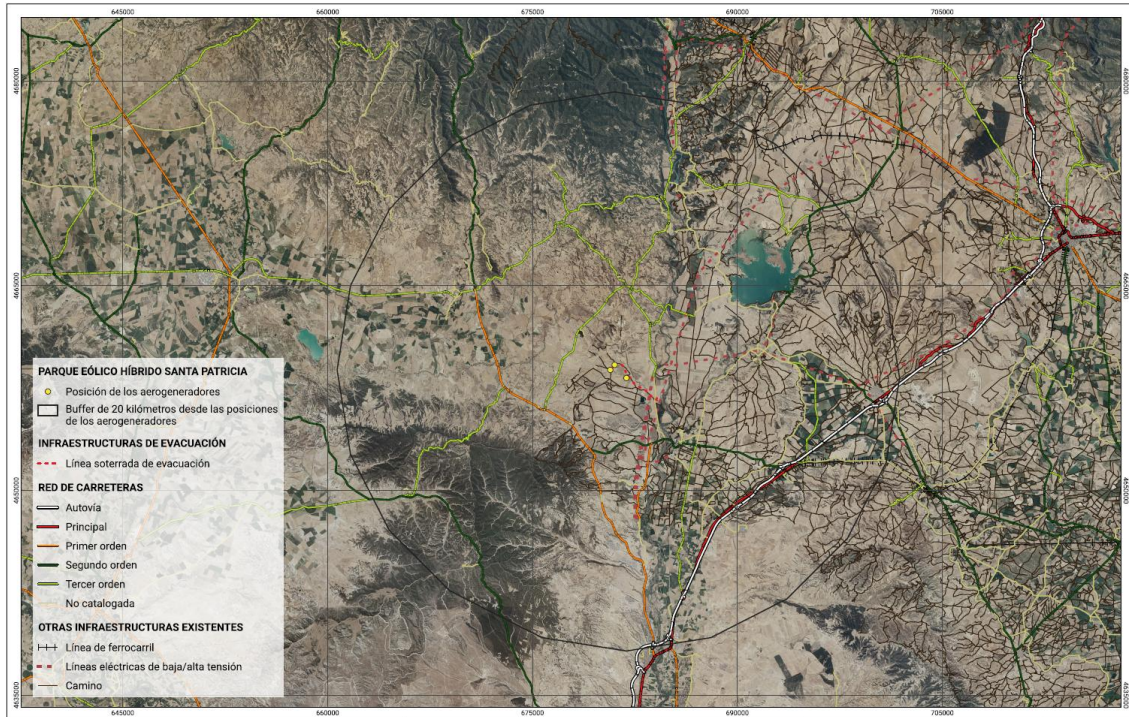 645000 660000 675000 690000 705000
4680000 4680000
4665000 4665000
PARQUE EÓLICO HÍBRIDO SANTA PATRICIA
Posición de los aerogeneradores
Buffer de 20 kilómetros desde las posiciones
de los aerogeneradores
INFRAESTRUCTURAS DE EVACUACIÓN
Línea soterrada de evacuación
RED DE CARRETERAS
4650000 4650000
Autovía
Principal
Primer orden
Segundo orden
Tercer orden
No catalogada
OTRAS INFRAESTRUCTURAS EXISTENTES
Línea de ferrocarril
Líneas eléctricas de baja/alta tensión
Camino
4635000 4635000
645000 660000 675000 690000 705000